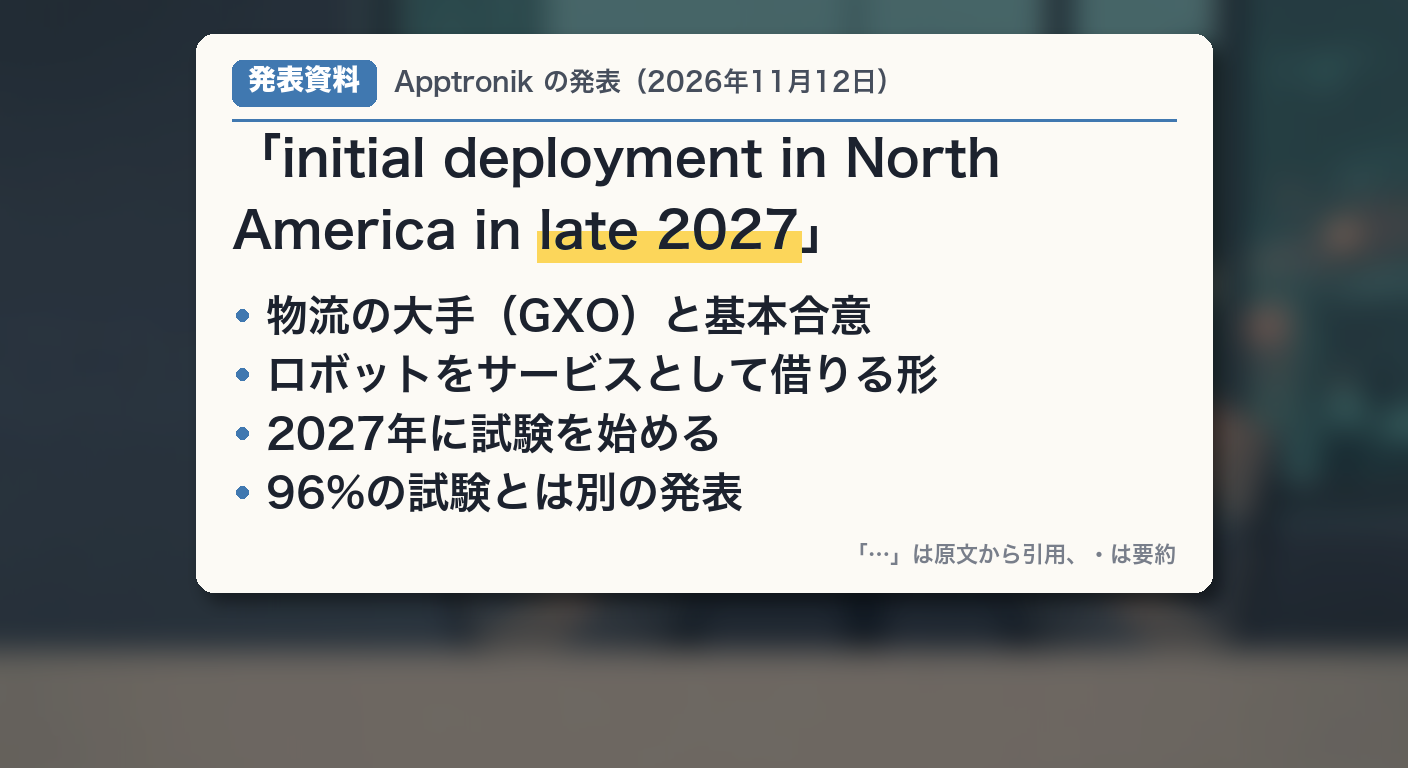 発表資料 Apptronik の発表（2026年11月12日）
「initial deployment in North
America in late 2027」
• 物流の大手（GXO）と基本合意
• ロボットをサービスとして借りる形
• 2027年に試験を始める
• 96%の試験とは別の発表
「…」は原文から引用、・は要約